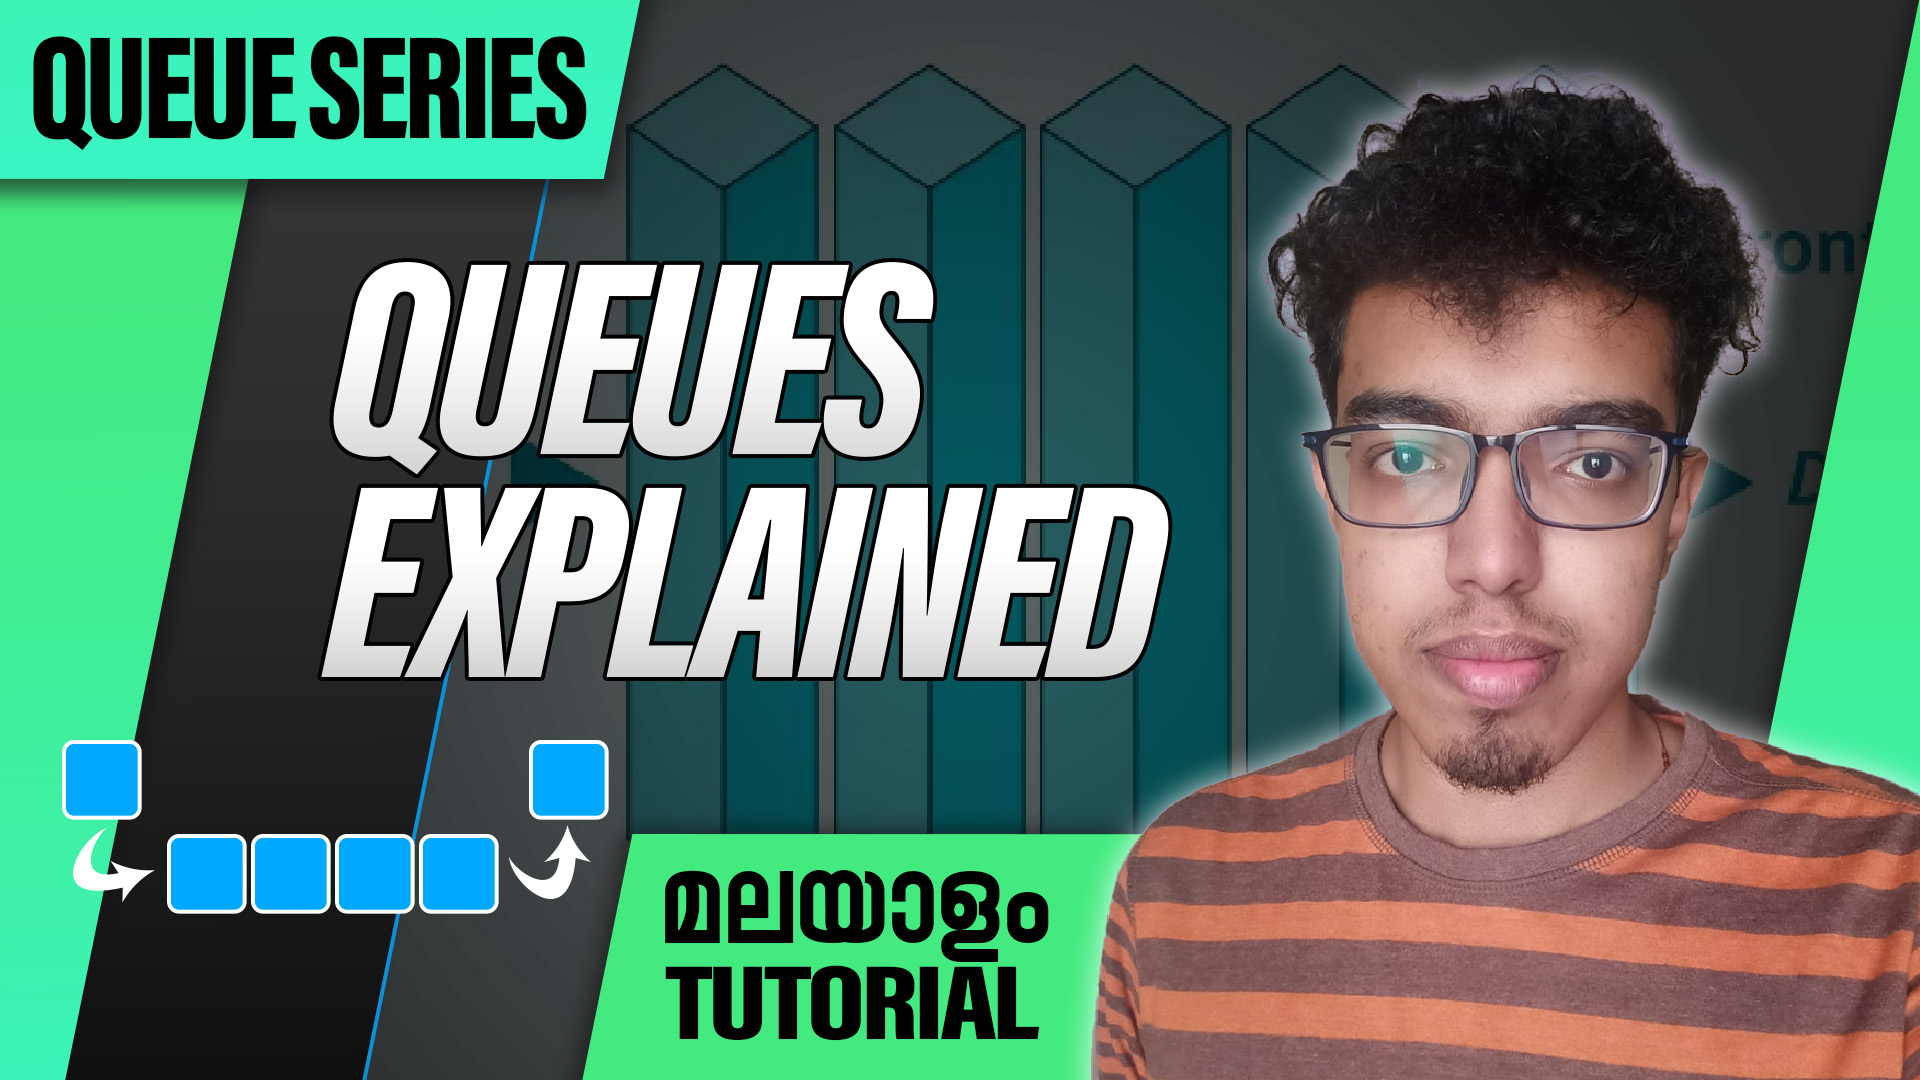 QUEUE SERIES
QUEUES
EXPLAINED
മലയാളം
TUTORIAL